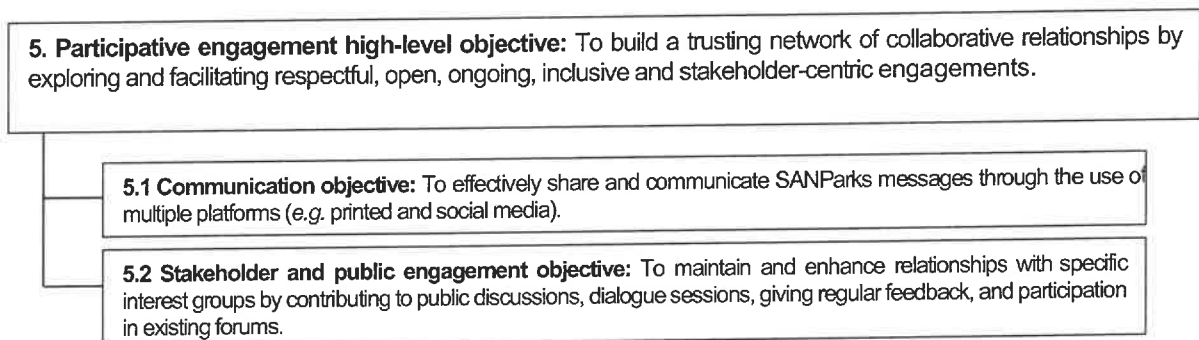 5. Participative engagement high-level objective: To build a trusting network of collaborative relationships by
exploring and facilitating respectful, open, ongoing, inclusive and stakeholder-centric engagements.
5.1 Communication objective: To effectively share and communicate SANParks messages through the use of
multiple platforms (e.g. printed and social media).
5.2 Stakeholder and public engagement objective: To maintain and enhance relationships with specific
interest groups by contributing to public discussions, dialogue sessions, giving regular feedback, and participation
in existing forums.